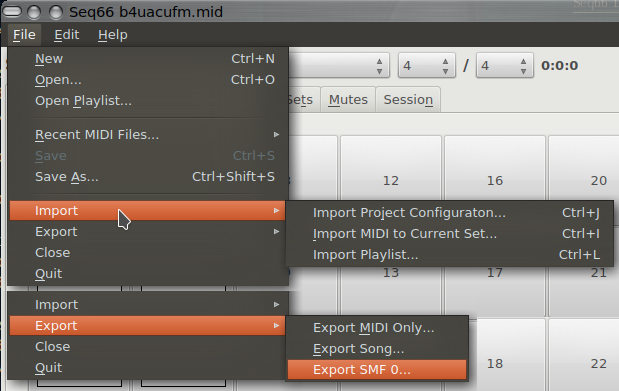 Seq66 b4uacufm.mid
File Edit Help
New Ctrl+N
Open... Ctrl+O
Open Playlist...
4 / 4 0:0:0
Sets Mutes Session
Recent MIDI Files...
Save Ctrl+S
Save As... Ctrl+Shift+S
12 16 20
Import
Import Project Configuraton... Ctrl+J
Export
Import MIDI to Current Set... Ctrl+I
Close
Import Playlist... Ctrl+L
Quit
13 17 21
Import
Export
Export MIDI Only...
Close
Export Song...
Quit
Export SMF 0...
18 22